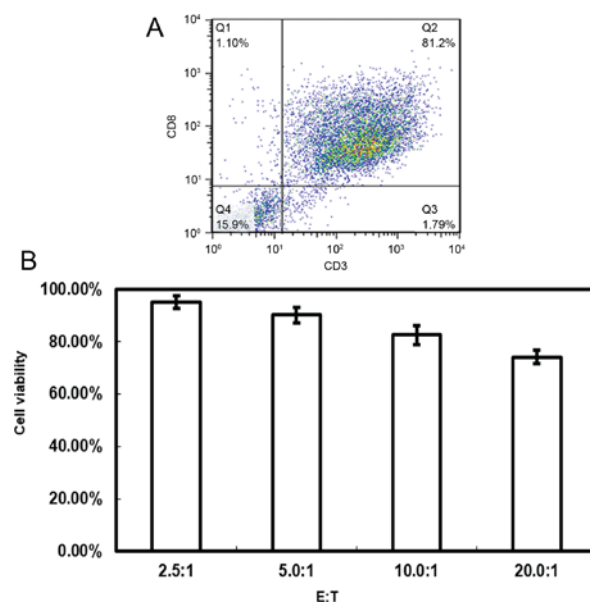 A
Q1
1.10%
Q2
81.2%
10⁴
10³
10²
10¹
10⁰
CD8
Q4
15.9%
Q3
1.79%
10⁰ 10¹ 10² 10³ 10⁴
CD3
B
100.00%
80.00%
60.00%
40.00%
20.00%
0.00%
Cell viability
2.5:1 5.0:1 10.0:1 20.0:1
E:T